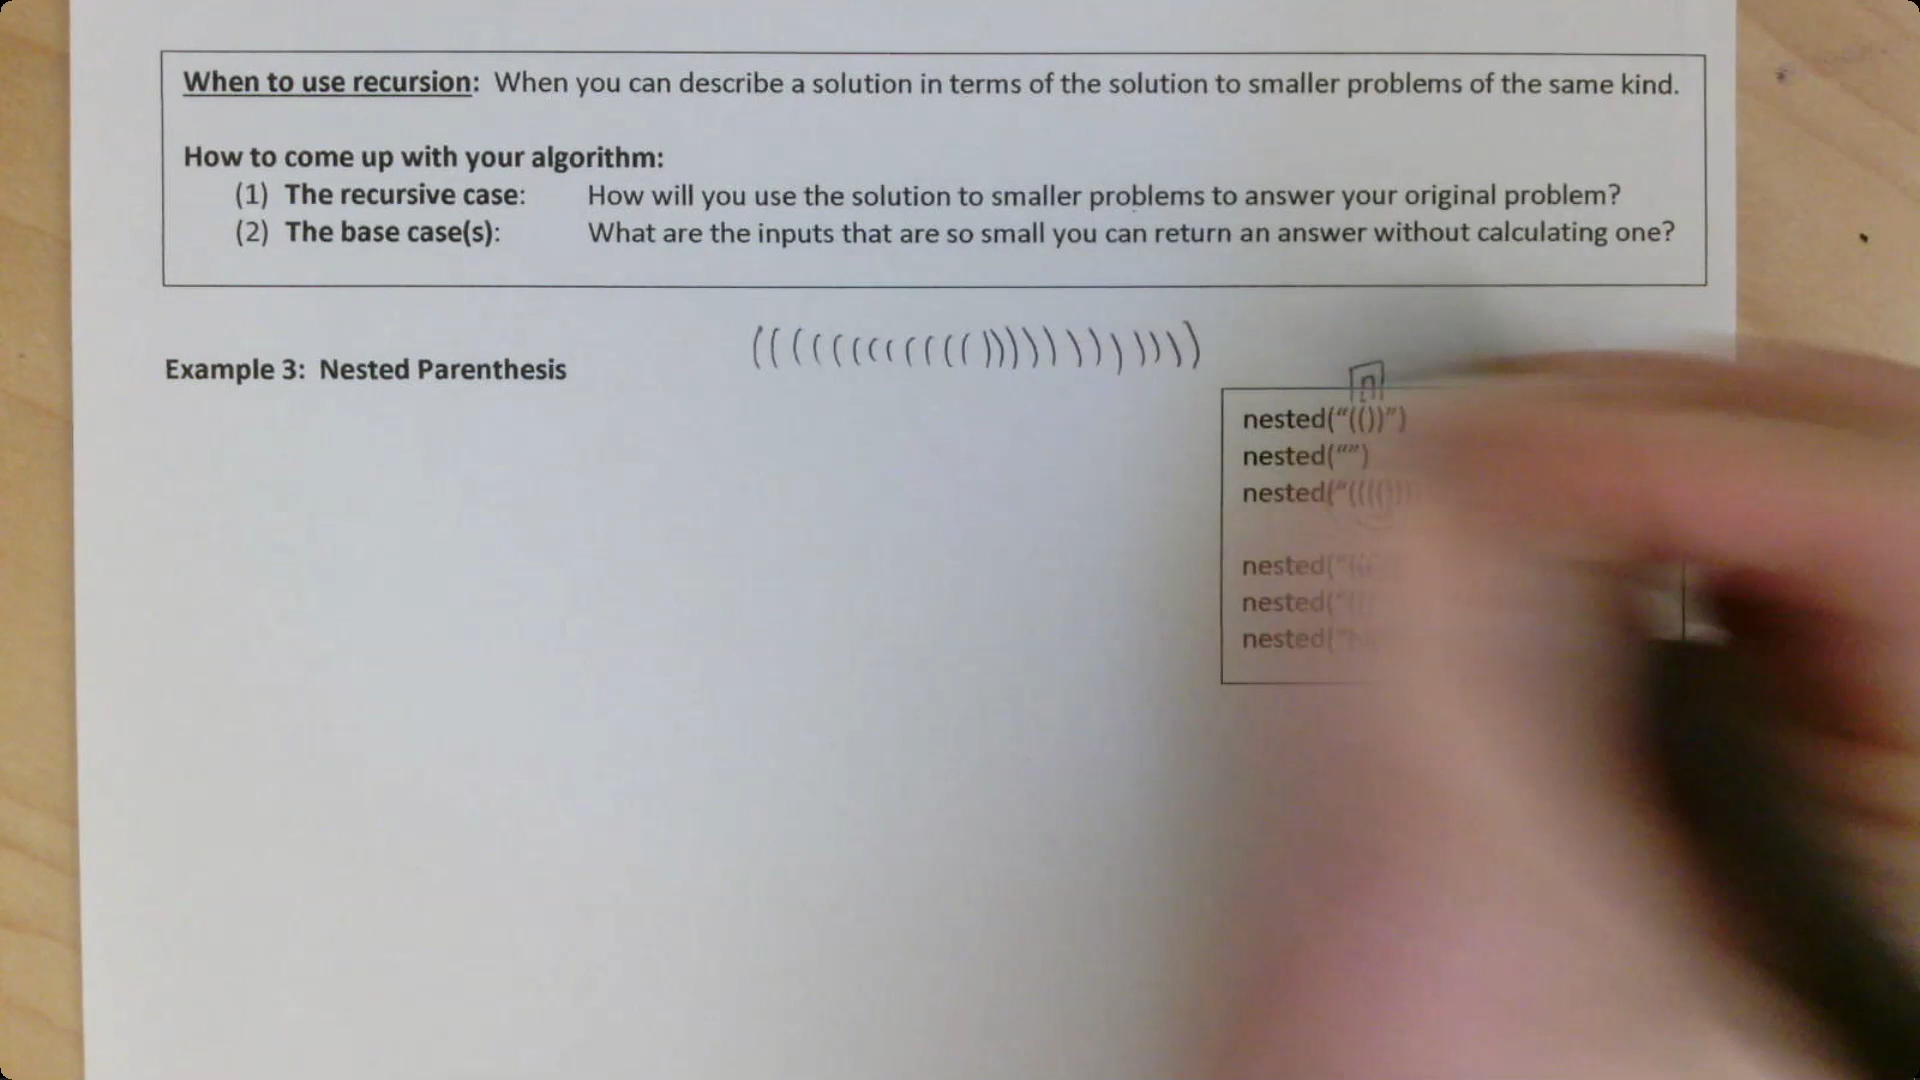 When to use recursion: When you can describe a solution in terms of the solution to smaller problems of the same kind.
How to come up with your algorithm:
(1) The recursive case: How will you use the solution to smaller problems to answer your original problem?
(2) The base case(s): What are the inputs that are so small you can return an answer without calculating one?
Example 3: Nested Parenthesis
nested("(())")
nested("")
nested("((((
nested("
nested("
nested("